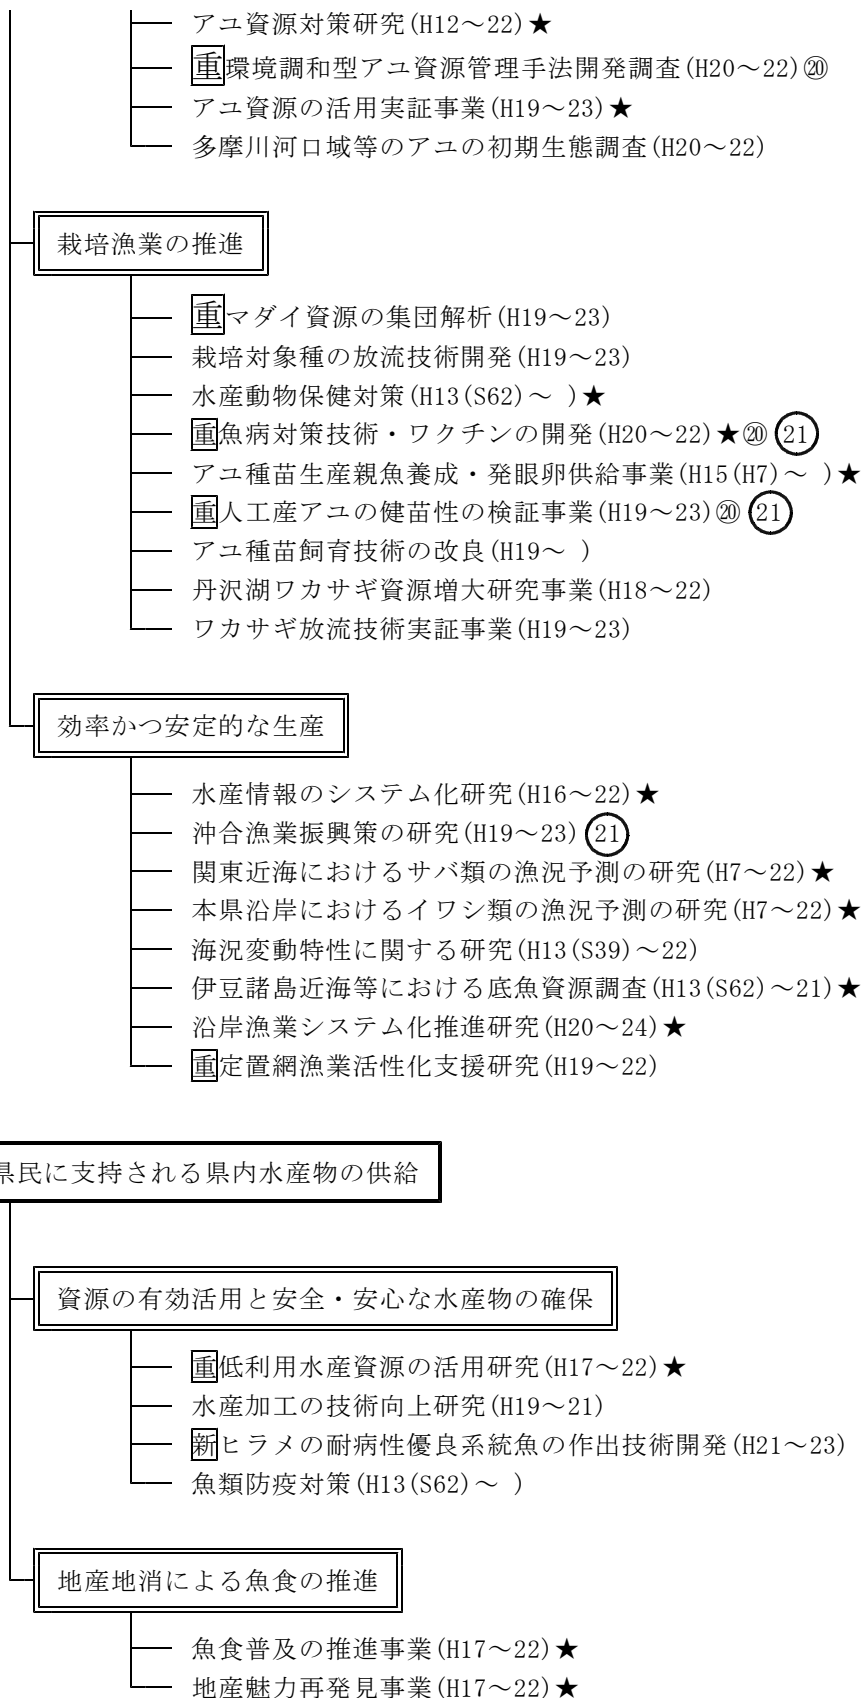 アユ資源対策研究(H12～22)★
重環境調和型アユ資源管理手法開発調査(H20～22)⑳
アユ資源の活用実証事業(H19～23)★
多摩川河口域等のアユの初期生態調査(H20～22)
栽培漁業の推進
重マダイ資源の集団解析(H19～23)
栽培対象種の放流技術開発(H19～23)
水産動物保健対策(H13(S62)～ )★
重魚病対策技術・ワクチンの開発(H20～22)★⑳㉑
アユ種苗生産親魚養成・発眼卵供給事業(H15(H7)～ )★
重人工産アユの健苗性の検証事業(H19～23)⑳㉑
アユ種苗飼育技術の改良(H19～ )
丹沢湖ワカサギ資源増大研究事業(H18～22)
ワカサギ放流技術実証事業(H19～23)
効率かつ安定的な生産
水産情報のシステム化研究(H16～22)★
沖合漁業振興策の研究(H19～23)㉑
関東近海におけるサバ類の漁況予測の研究(H7～22)★
本県沿岸におけるイワシ類の漁況予測の研究(H7～22)★
海況変動特性に関する研究(H13(S39)～22)
伊豆諸島近海等における底魚資源調査(H13(S62)～21)★
沿岸漁業システム化推進研究(H20～24)★
重定置網漁業活性化支援研究(H19～22)
県民に支持される県内水産物の供給
資源の有効活用と安全・安心な水産物の確保
重低利用水産資源の活用研究(H17～22)★
水産加工の技術向上研究(H19～21)
新ヒラメの耐病性優良系統魚の作出技術開発(H21～23)
魚類防疫対策(H13(S62)～ )
地産地消による魚食の推進
魚食普及の推進事業(H17～22)★
地産魅力再発見事業(H17～22)★